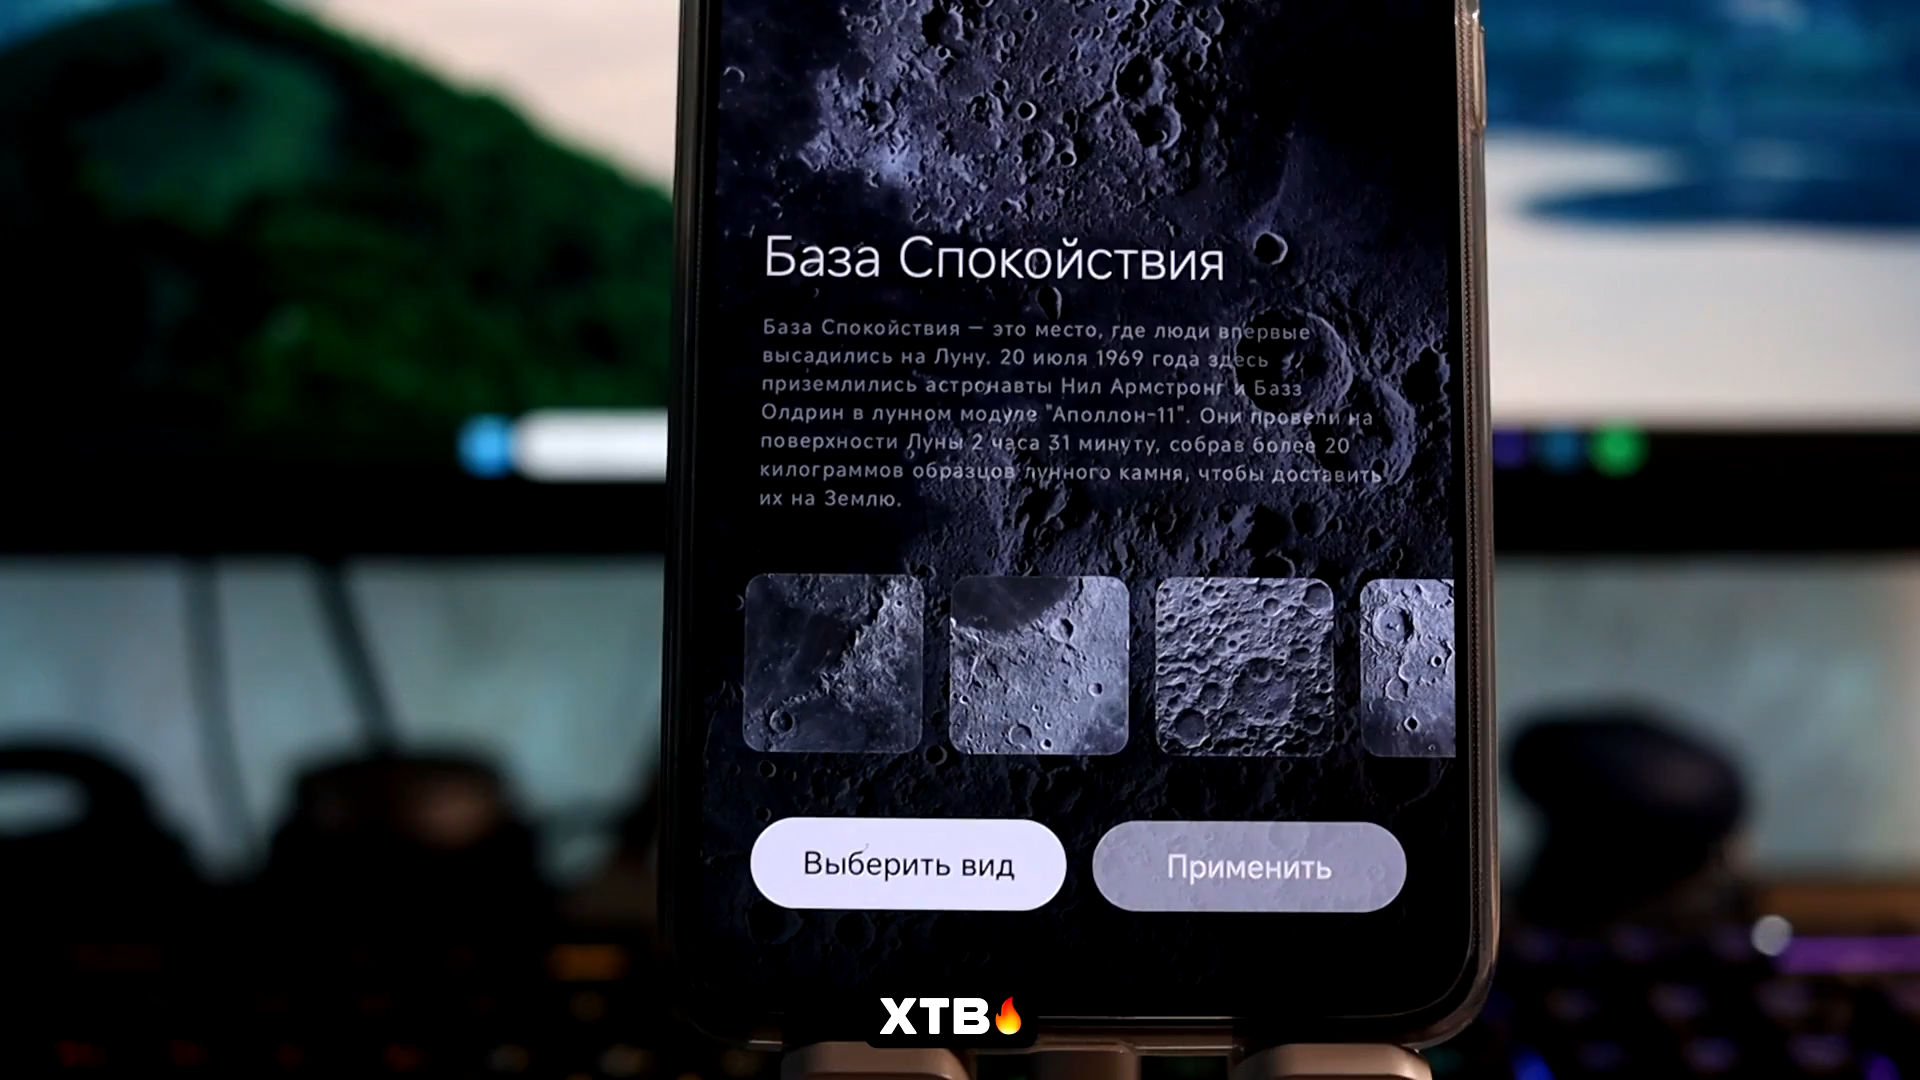 База Спокойствия
База Спокойствия — это место, где люди впервые
высадились на Луну. 20 июля 1969 года здесь
приземлились астронавты Нил Армстронг и Базз
Олдрин в лунном модуле "Аполлон-11". Они провели на
поверхности Луны 2 часа 31 минуту, собрав более 20
килограммов образцов лунного камня, чтобы доставить
их на Землю.
Выберить вид
Применить
ХТВ🔥